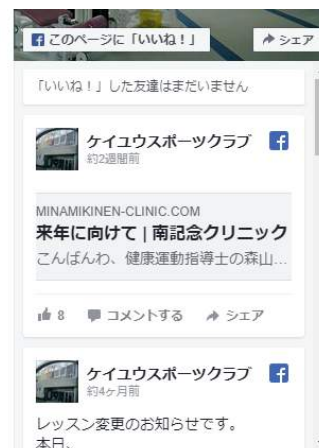 このページに「いいね！」
シェア
「いいね！」した友達はまだいません
ケイユウスポーツクラブ
約2週間前
MINAMIKINEN-CLINIC.COM
来年に向けて | 南記念クリニック
こんばんわ、健康運動指導士の森山...
8 コメントする シェア
ケイユウスポーツクラブ
約4ヶ月前
レッスン変更のお知らせです。
本日、